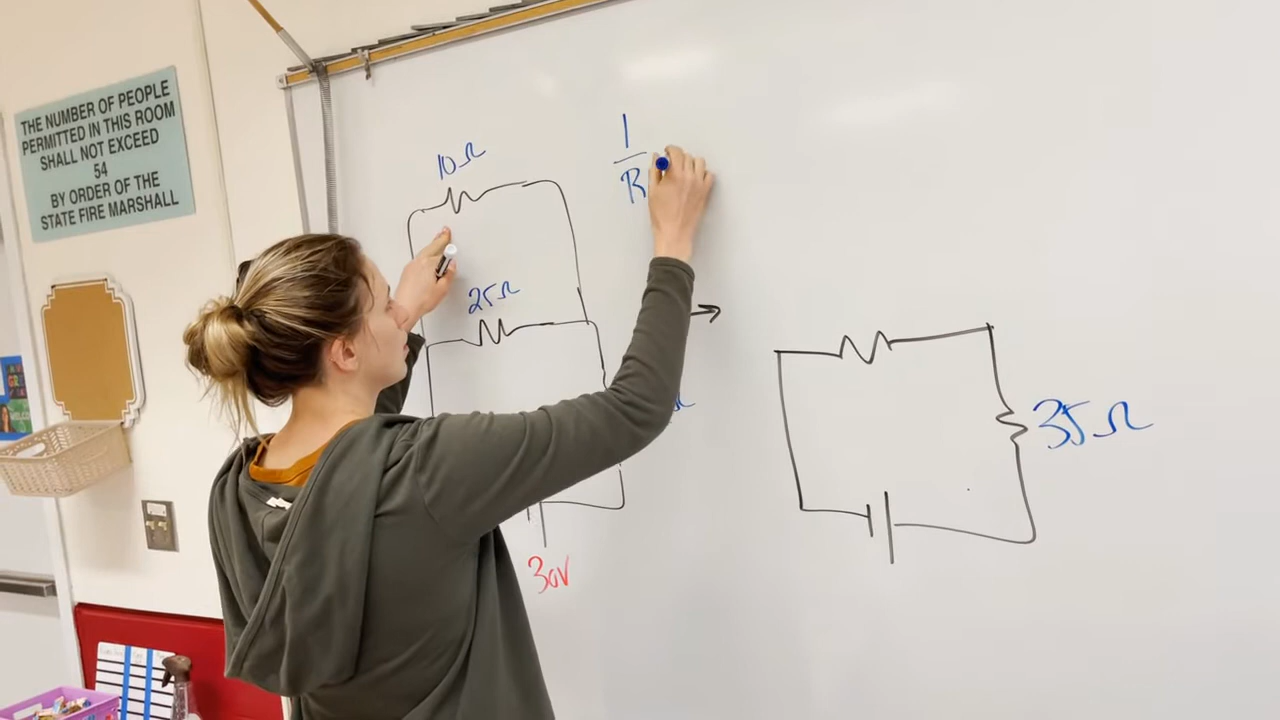 THE NUMBER OF PEOPLE
PERMITTED IN THIS ROOM
SHALL NOT EXCEED
54
BY ORDER OF THE
STATE FIRE MARSHALL
10Ω
1
R
25Ω
Ω
35Ω
30V